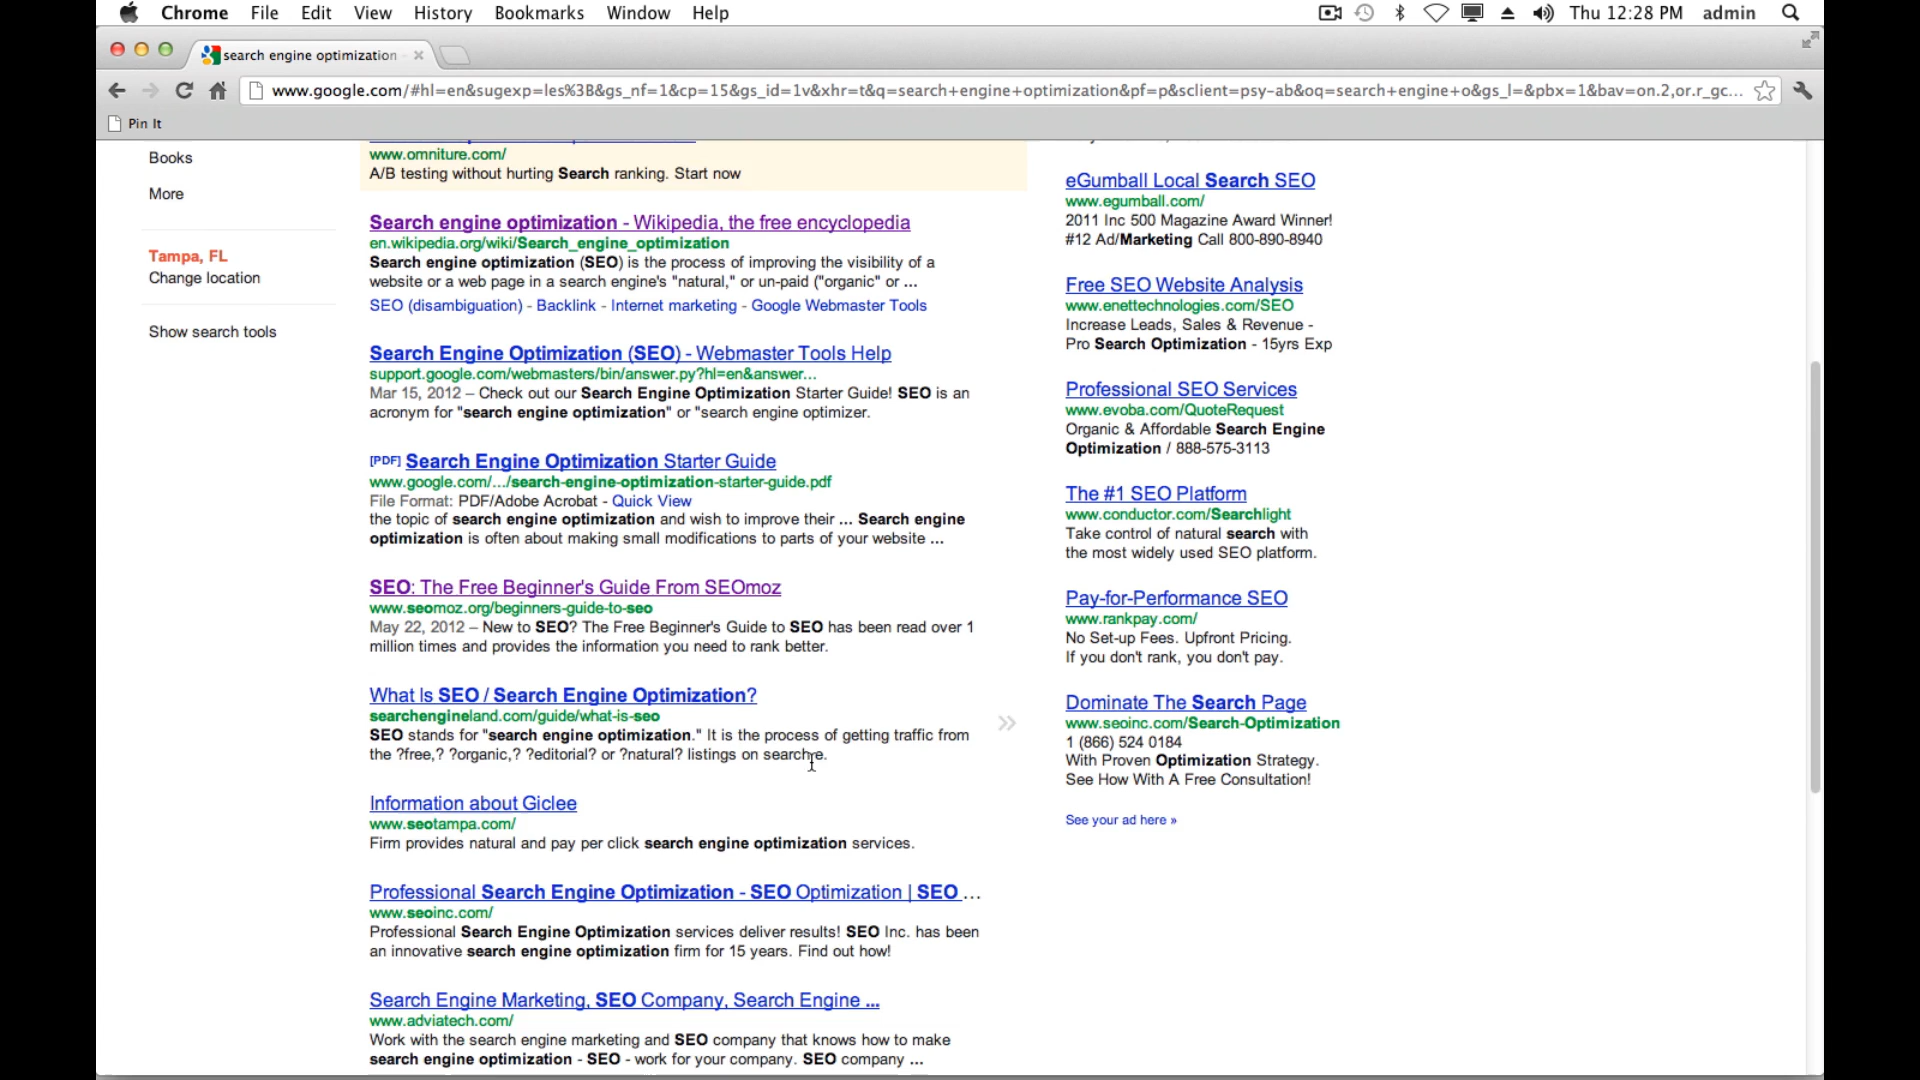 Chrome File Edit View History Bookmarks Window Help Thu 12:28 PM admin
search engine optimization
www.google.com/#hl=en&sugexp=les%3B&gs_nf=1&cp=15&gs_id=1v&xhr=t&q=search+engine+optimization&pf=p&sclient=psy-ab&oq=search+engine+o&gs_l=&pbx=1&bav=on.2,or.r_gc...
Pin It
Books
More
Tampa, FL
Change location
Show search tools
www.omniture.com/
A/B testing without hurting Search ranking. Start now
Search engine optimization - Wikipedia, the free encyclopedia
en.wikipedia.org/wiki/Search_engine_optimization
Search engine optimization (SEO) is the process of improving the visibility of a
website or a web page in a search engine's "natural," or un-paid ("organic" or ...
SEO (disambiguation) - Backlink - Internet marketing - Google Webmaster Tools
Search Engine Optimization (SEO) - Webmaster Tools Help
support.google.com/webmasters/bin/answer.py?hl=en&answer...
Mar 15, 2012 – Check out our Search Engine Optimization Starter Guide! SEO is an
acronym for "search engine optimization" or "search engine optimizer.
[PDF] Search Engine Optimization Starter Guide
www.google.com/.../search-engine-optimization-starter-guide.pdf
File Format: PDF/Adobe Acrobat - Quick View
the topic of search engine optimization and wish to improve their ... Search engine
optimization is often about making small modifications to parts of your website ...
SEO: The Free Beginner's Guide From SEOmoz
www.seomoz.org/beginners-guide-to-seo
May 22, 2012 – New to SEO? The Free Beginner's Guide to SEO has been read over 1
million times and provides the information you need to rank better.
What Is SEO / Search Engine Optimization?
searchengineland.com/guide/what-is-seo
SEO stands for "search engine optimization." It is the process of getting traffic from
the ?free,? ?organic,? ?editorial? or ?natural? listings on search e.
Information about Giclee
www.seotampa.com/
Firm provides natural and pay per click search engine optimization services.
Professional Search Engine Optimization - SEO Optimization | SEO ...
www.seoinc.com/
Professional Search Engine Optimization services deliver results! SEO Inc. has been
an innovative search engine optimization firm for 15 years. Find out how!
Search Engine Marketing, SEO Company, Search Engine ...
www.adviatech.com/
Work with the search engine marketing and SEO company that knows how to make
search engine optimization - SEO - work for your company. SEO company ...
eGumball Local Search SEO
www.egumball.com/
2011 Inc 500 Magazine Award Winner!
#12 Ad/Marketing Call 800-890-8940
Free SEO Website Analysis
www.enettechnologies.com/SEO
Increase Leads, Sales & Revenue -
Pro Search Optimization - 15yrs Exp
Professional SEO Services
www.evoba.com/QuoteRequest
Organic & Affordable Search Engine
Optimization / 888-575-3113
The #1 SEO Platform
www.conductor.com/Searchlight
Take control of natural search with
the most widely used SEO platform.
Pay-for-Performance SEO
www.rankpay.com/
No Set-up Fees. Upfront Pricing.
If you don't rank, you don't pay.
Dominate The Search Page
www.seoinc.com/Search-Optimization
1 (866) 524 0184
With Proven Optimization Strategy.
See How With A Free Consultation!
See your ad here »